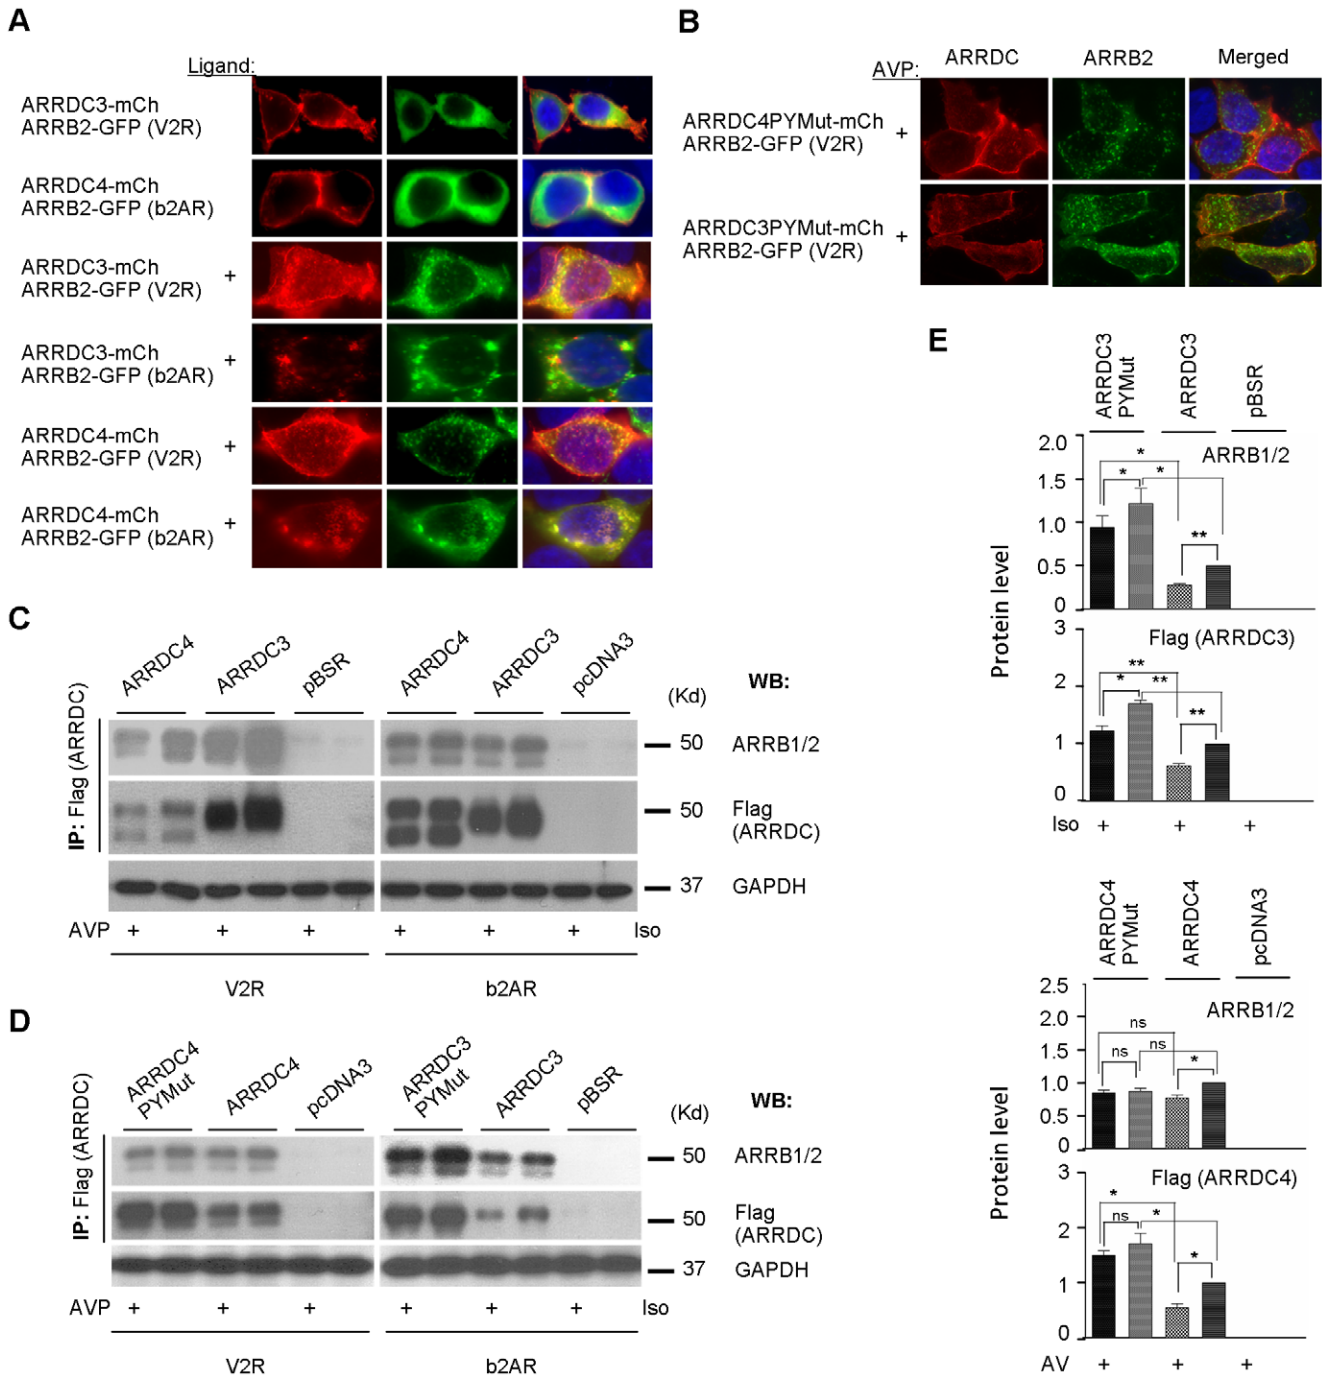 A
Ligand:
ARRDC3-mCh
ARRB2-GFP (V2R)
ARRDC4-mCh
ARRB2-GFP (b2AR)
ARRDC3-mCh
ARRB2-GFP (V2R)
+
ARRDC3-mCh
ARRB2-GFP (b2AR)
+
ARRDC4-mCh
ARRB2-GFP (V2R)
+
ARRDC4-mCh
ARRB2-GFP (b2AR)
+
B
AVP: ARRDC ARRB2 Merged
ARRDC4PYMut-mCh
ARRB2-GFP (V2R)
+
ARRDC3PYMut-mCh
ARRB2-GFP (V2R)
+
C
ARRDC4 ARRDC3 pBSR ARRDC4 ARRDC3 pcDNA3
(Kd) WB:
IP: Flag (ARRDC)
50 ARRB1/2
50 Flag
(ARRDC)
37 GAPDH
AVP + + + + + + Iso
V2R b2AR
D
ARRDC4
PYMut
ARRDC4 pcDNA3
ARRDC3
PYMut
ARRDC3 pBSR
(Kd) WB:
IP: Flag (ARRDC)
50 ARRB1/2
50 Flag
(ARRDC)
37 GAPDH
AVP + + + + + + Iso
V2R b2AR
E
ARRDC3
PYMut
ARRDC3
pBSR
Protein level
2.0
1.5
1.0
0.5
0
ARRB1/2
* * * **
3
2
1
0
Flag (ARRDC3)
** * ** **
Iso + + +
ARRDC4
PYMut
ARRDC4
pcDNA3
Protein level
2.5
2.0
1.5
1.0
0.5
0
ARRB1/2
ns ns ns *
3
2
1
0
Flag (ARRDC4)
* ns * *
AV + + +